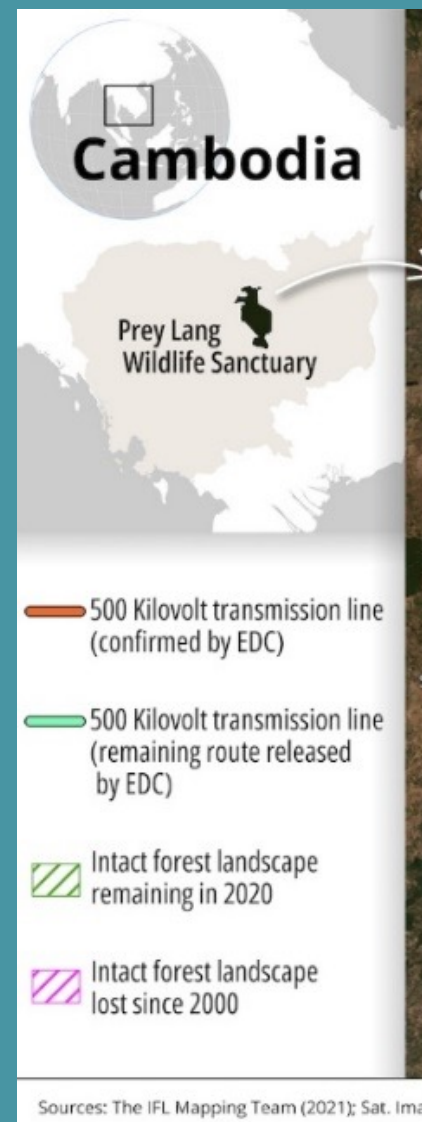 Cambodia
Prey Lang
Wildlife Sanctuary
500 Kilovolt transmission line
(confirmed by EDC)
500 Kilovolt transmission line
(remaining route released
by EDC)
Intact forest landscape
remaining in 2020
Intact forest landscape
lost since 2000
Sources: The IFL Mapping Team (2021); Sat. Ima